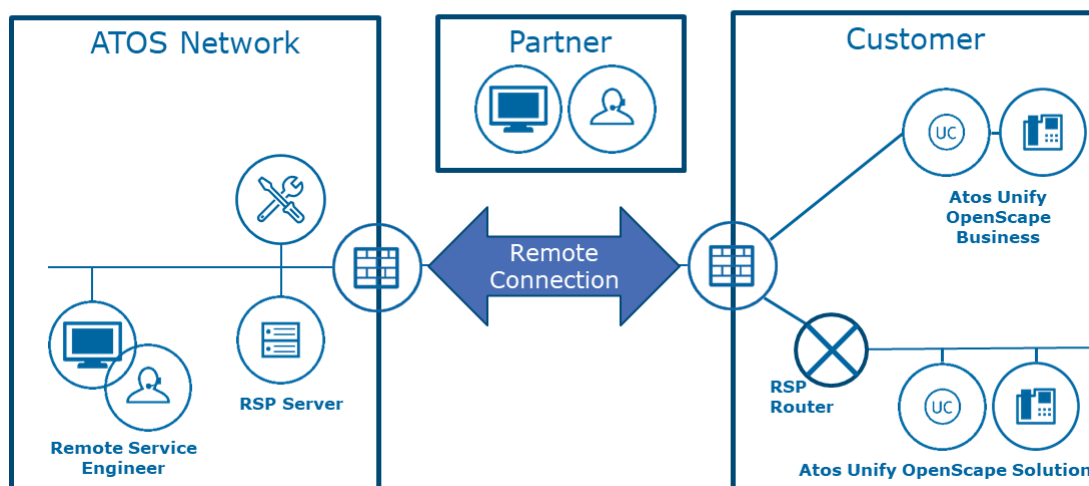 ATOS Network
Partner
Customer
UC
Atos Unify
OpenScape
Business
Remote
Connection
RSP Server
RSP
Router
UC
Remote Service
Engineer
Atos Unify OpenScape Solution